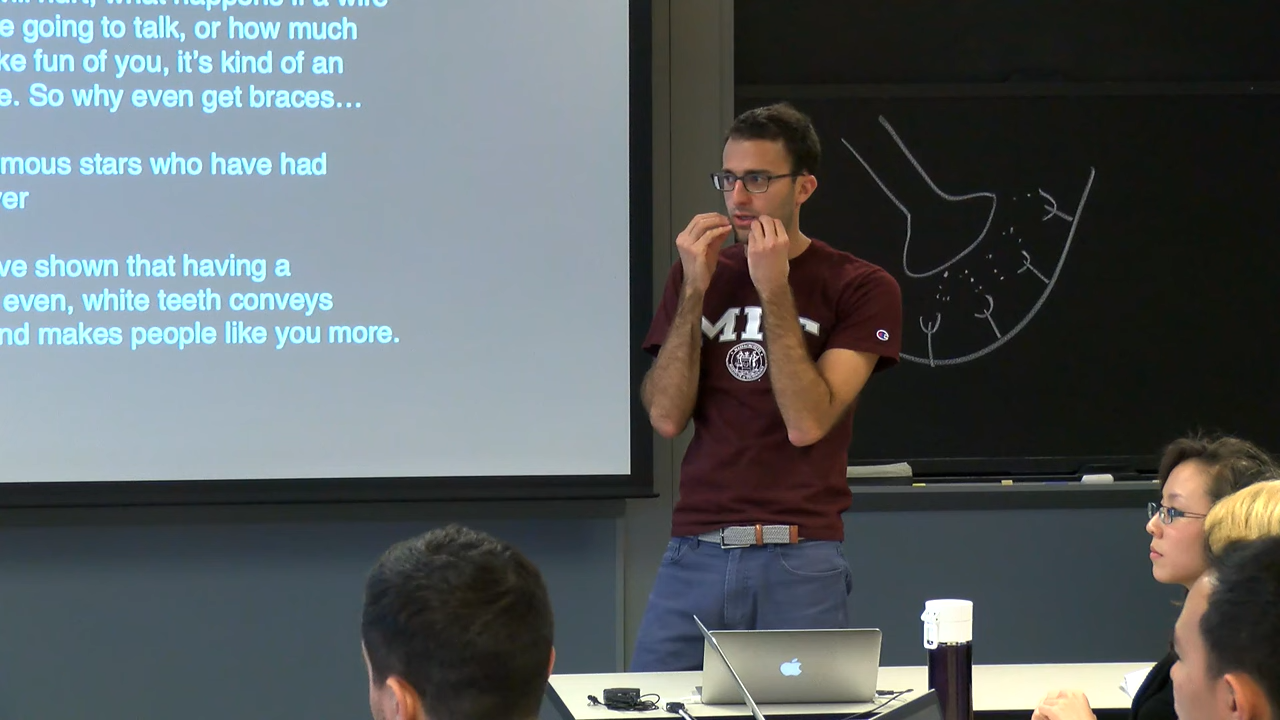 e going to talk, or how much
ke fun of you, it's kind of an
e. So why even get braces…
mous stars who have had
ver
ve shown that having a
even, white teeth conveys
nd makes people like you more.
MIT